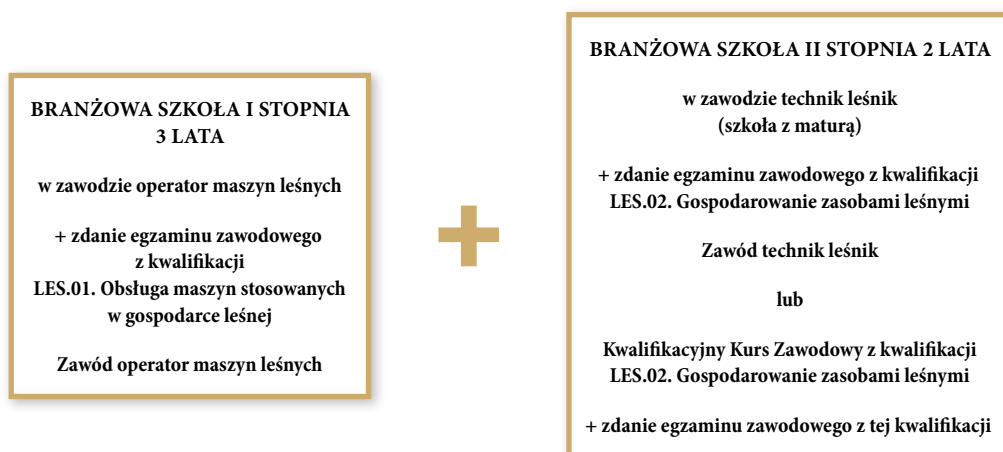 BRANŻOWA SZKOŁA I STOPNIA
3 LATA
w zawodzie operator maszyn leśnych
+ zdanie egzaminu zawodowego
z kwalifikacji
LES.01. Obsługa maszyn stosowanych
w gospodarce leśnej
Zawód operator maszyn leśnych
+
BRANŻOWA SZKOŁA II STOPNIA 2 LATA
w zawodzie technik leśnik
(szkoła z maturą)
+ zdanie egzaminu zawodowego z kwalifikacji
LES.02. Gospodarowanie zasobami leśnymi
Zawód technik leśnik
lub
Kwalifikacyjny Kurs Zawodowy z kwalifikacji
LES.02. Gospodarowanie zasobami leśnymi
+ zdanie egzaminu zawodowego z tej kwalifikacji